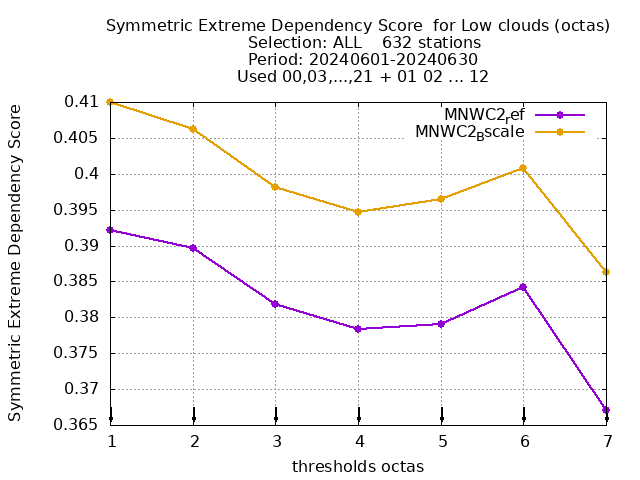 Symmetric Extreme Dependency Score  for Low clouds (octas)
Selection: ALL    632 stations
Period: 20240601-20240630
Used 00,03,...,21 + 01 02 ... 12
MNWC2ref
MNWC2Bscale
0.41
0.405
0.4
0.395
0.39
0.385
0.38
0.375
0.37
0.365
1 2 3 4 5 6 7
Symmetric Extreme Dependency Score
thresholds octas